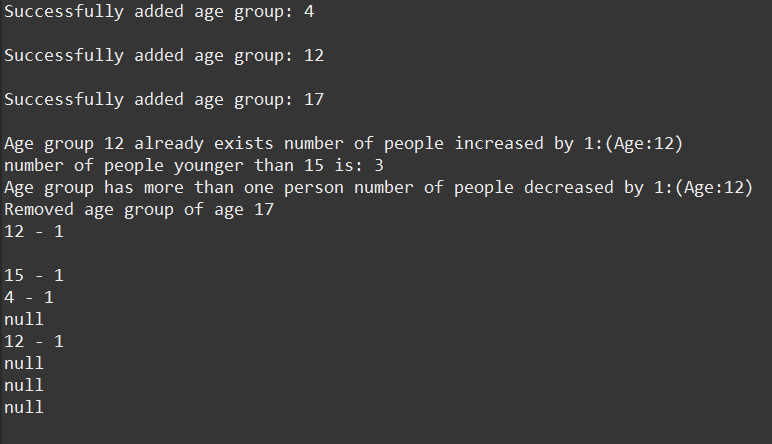 Successfully added age group: 4
Successfully added age group: 12
Successfully added age group: 17
Age group 12 already exists number of people increased by 1:(Age:12)
number of people younger than 15 is: 3
Age group has more than one person number of people decreased by 1:(Age:12)
Removed age group of age 17
12 - 1
15 - 1
4 - 1
null
12 - 1
null
null
null